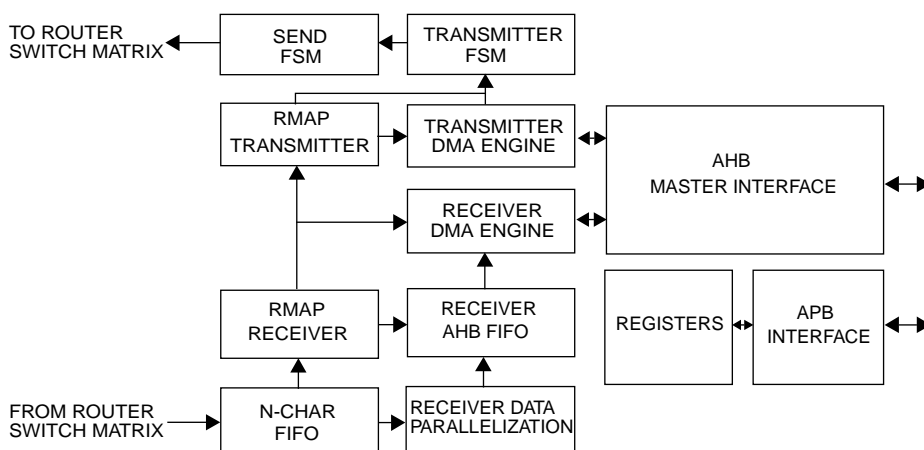 TO ROUTER
SWITCH MATRIX
SEND
FSM
TRANSMITTER
FSM
RMAP
TRANSMITTER
TRANSMITTER
DMA ENGINE
AHB
MASTER INTERFACE
RECEIVER
DMA ENGINE
RMAP
RECEIVER
RECEIVER
AHB FIFO
REGISTERS
APB
INTERFACE
FROM ROUTER
SWITCH MATRIX
N-CHAR
FIFO
RECEIVER DATA
PARALLELIZATION